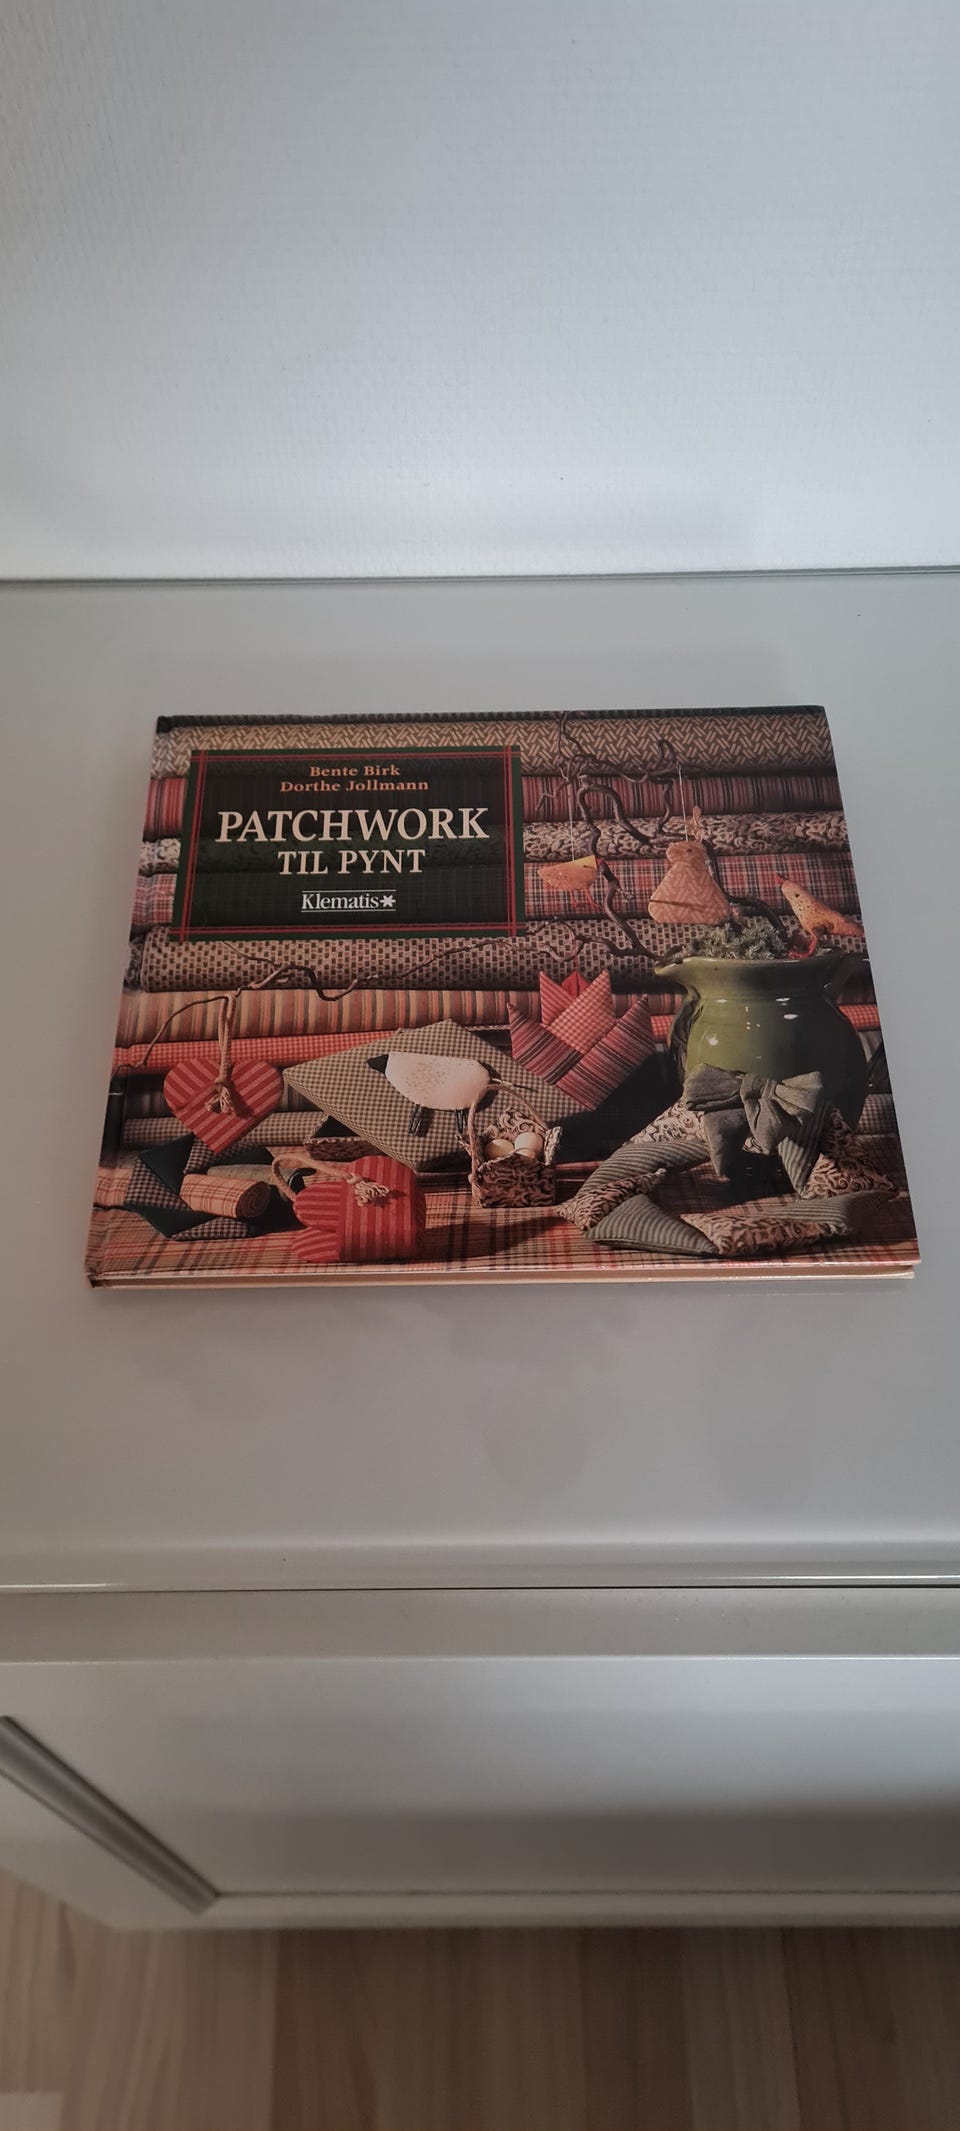 Bente Birk
Dorthe Jollmann
PATCHWORK
TIL PYNT
Klematis*